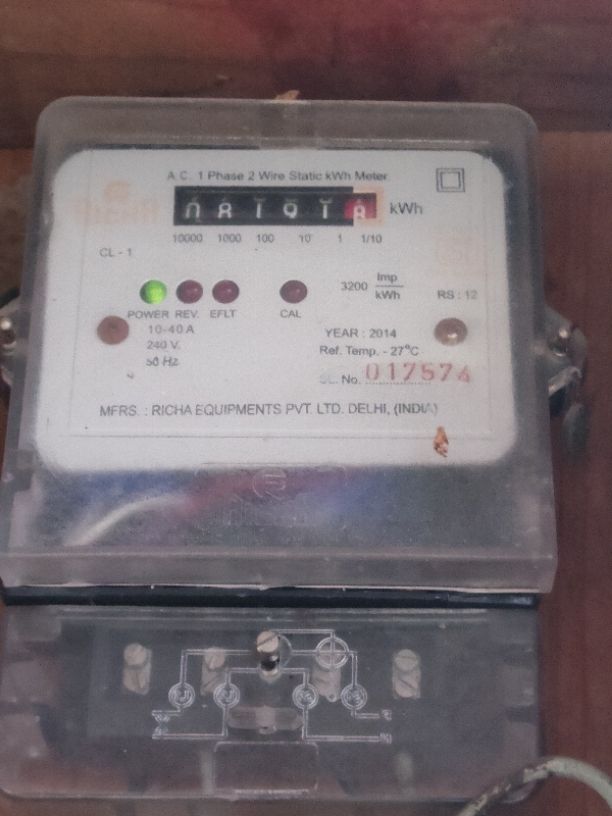 A.C. 1 Phase 2 Wire Static kWh Meter
kWh
10000 1000 100 10 1 1/10
CL - 1
3200 Imp/kWh
RS : 12
POWER REV. EFLT CAL
10-40 A
240 V.
50 Hz
YEAR : 2014
Ref. Temp. - 27°C
SL. No. 017574
MFRS. : RICHA EQUIPMENTS PVT. LTD. DELHI, (INDIA)